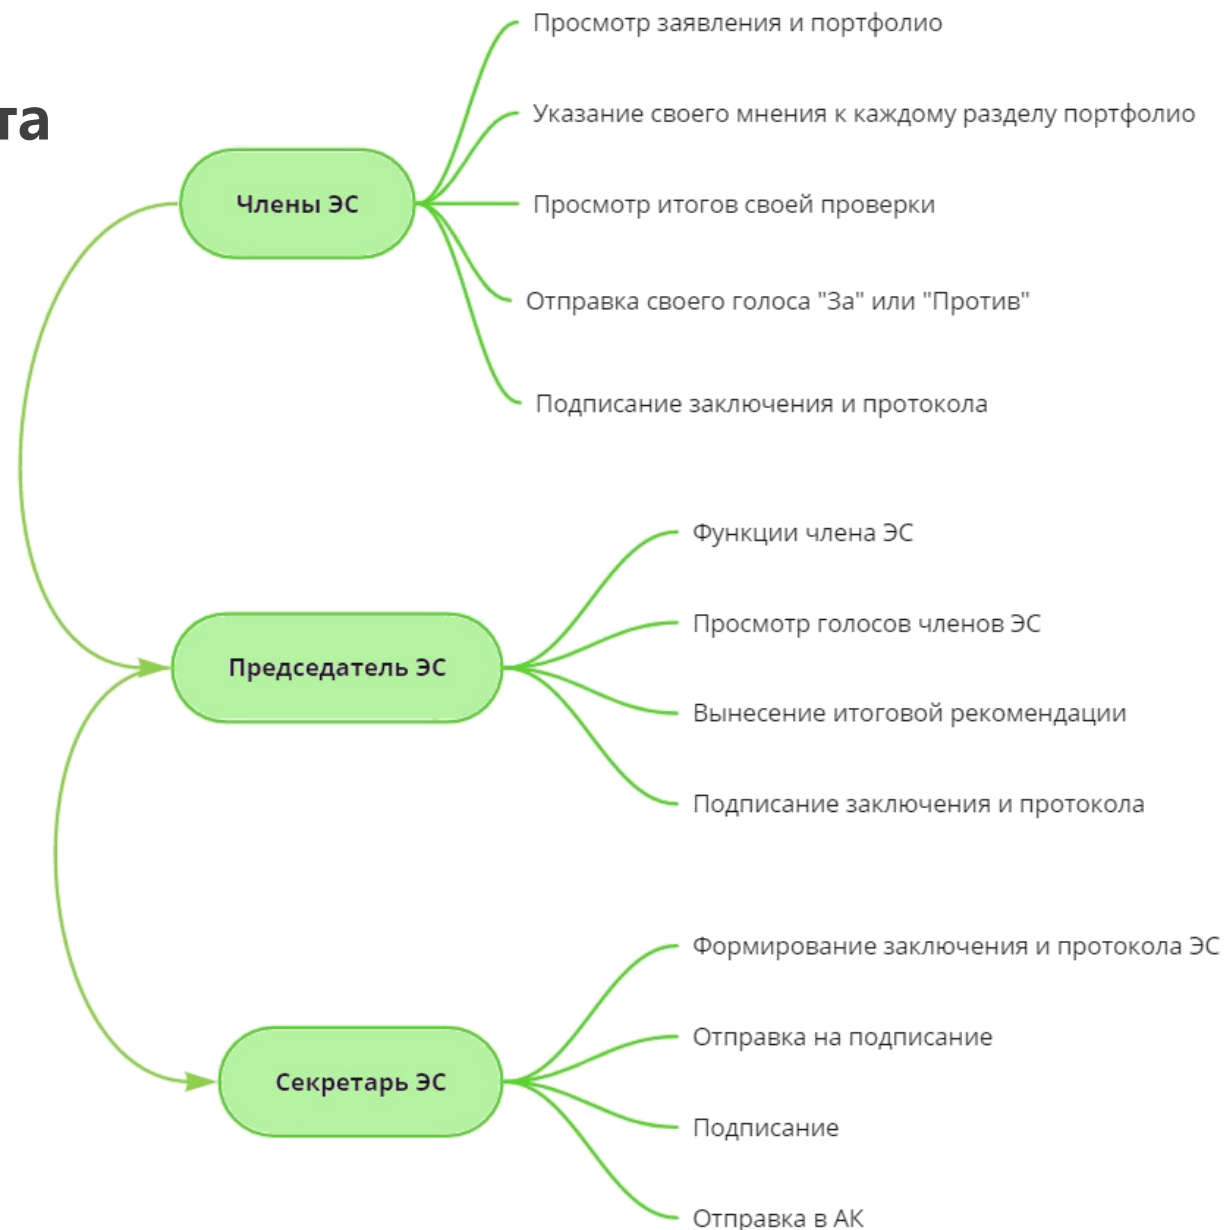 та
Просмотр заявления и портфолио
Указание своего мнения к каждому разделу портфолио
Члены ЭС
Просмотр итогов своей проверки
Отправка своего голоса "За" или "Против"
Подписание заключения и протокола
Функции члена ЭС
Просмотр голосов членов ЭС
Председатель ЭС
Вынесение итоговой рекомендации
Подписание заключения и протокола
Формирование заключения и протокола ЭС
Отправка на подписание
Секретарь ЭС
Подписание
Отправка в АК